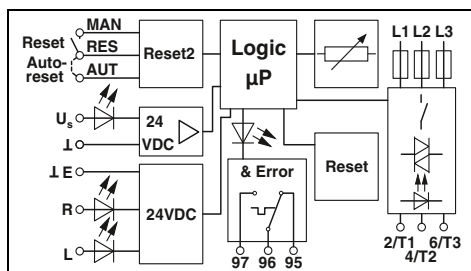 MAN
Reset
RES
Auto-
reset
AUT
Reset2
Logic
µP
L1 L2 L3
Us
24
VDC
⊥
⊥ E
R
L
24VDC
& Error
97 96 95
Reset
2/T1 6/T3
4/T2